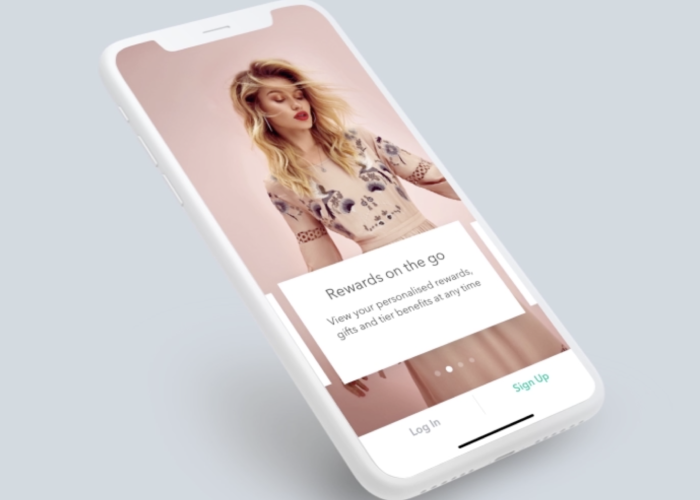 Rewards on the go
View your personalised rewards,
gifts and tier benefits at any time
Log In
Sign Up